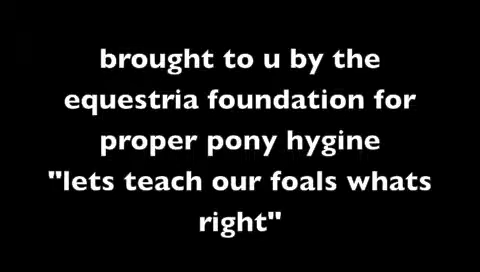 brought to u by the
equestria foundation for
proper pony hygine
"lets teach our foals whats
right"